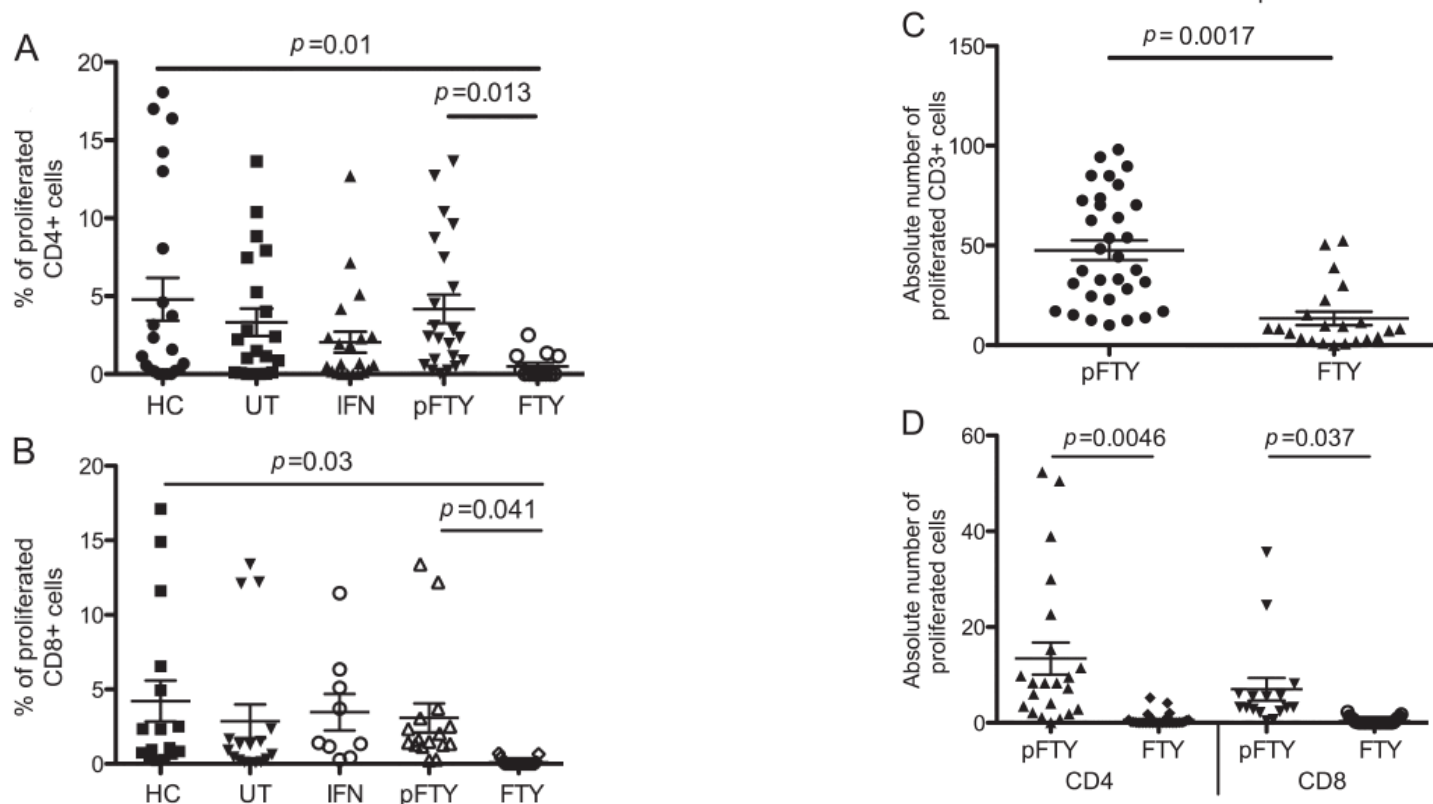 A
p=0.01
p=0.013
% of proliferated
CD4+ cells
20
15
10
5
0
HC UT IFN pFTY FTY
B
p=0.03
p=0.041
% of proliferated
CD8+ cells
20
15
10
5
0
HC UT IFN pFTY FTY
C
p = 0.0017
Absolute number of
proliferated CD3+ cells
150
100
50
0
pFTY FTY
D
p=0.0046 p=0.037
Absolute number of
proliferated cells
60
40
20
0
pFTY FTY pFTY FTY
CD4 CD8